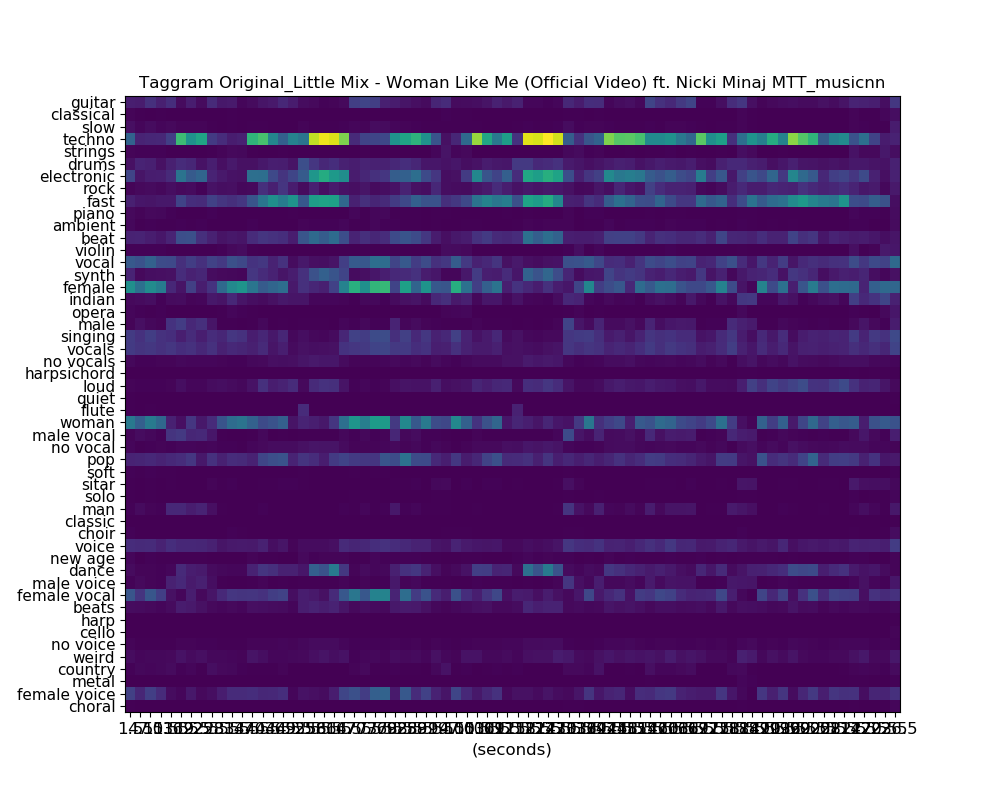 Taggram Original_Little Mix - Woman Like Me (Official Video) ft. Nicki Minaj MTT_musicnn
guitar
classical
slow
techno
strings
drums
electronic
rock
fast
piano
ambient
beat
violin
vocal
synth
female
indian
opera
male
singing
vocals
no vocals
harpsichord
loud
quiet
flute
woman
male vocal
no vocal
pop
soft
sitar
solo
man
classic
choir
voice
new age
dance
male voice
female vocal
beats
harp
cello
no voice
weird
country
metal
female voice
choral
(seconds)